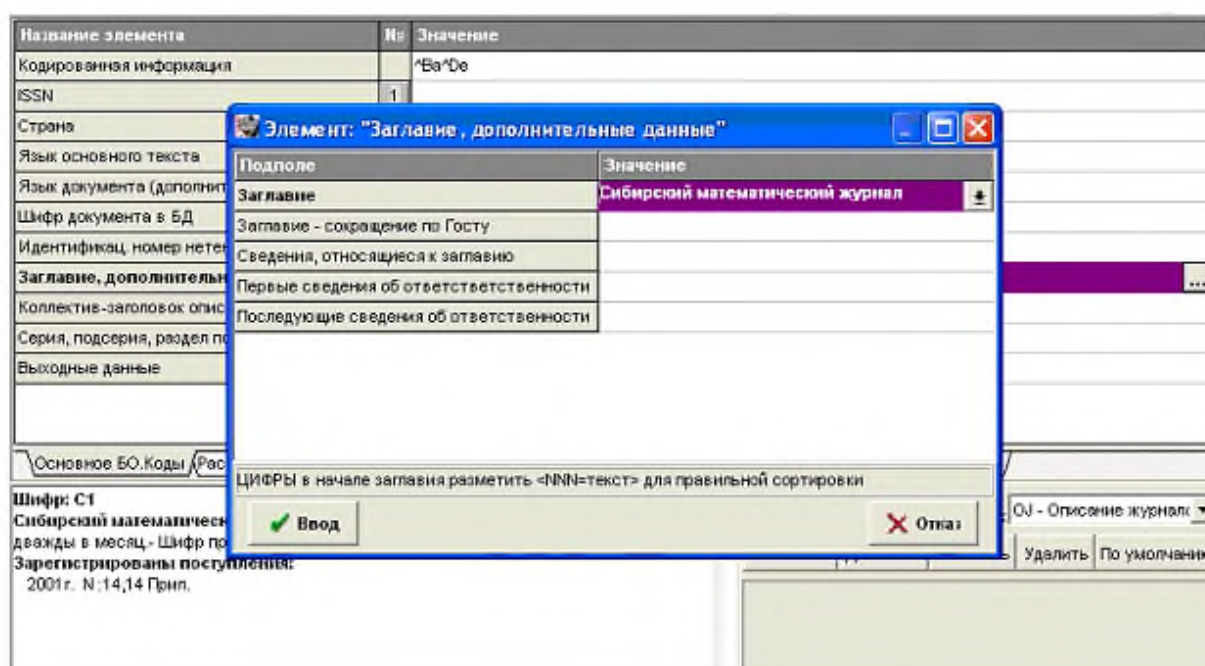 Название элемента № Значение
Кодированная информация ^Ba^De
ISSN 1
Страна
Язык основного текста
Язык документа (дополнит
Шифр документа в БД
Идентификац. номер нетек
Заглавие, дополнительн ...
Коллектив-заголовок опис
Серия, подсерия, раздел по
Выходные данные
Элемент: "Заглавие, дополнительные данные"
Подполе Значение
Заглавие Сибирский математический журнал
Заглавие - сокращение по Госту
Сведения, относящиеся к заглавию
Первые сведения об ответстветственности
Последующие сведения об ответственности
ЦИФРЫ в начале заглавия разметить <NNN=текст> для правильной сортировки
Ввод Отказ
Основное БО.Коды Рас
Шифр: С1
Сибирский математическ
дважды в месяц.- Шифр пр
Зарегистрированы поступления:
2001г. N:14,14 Прил.
OJ - Описание журнало
Удалить По умолчанию